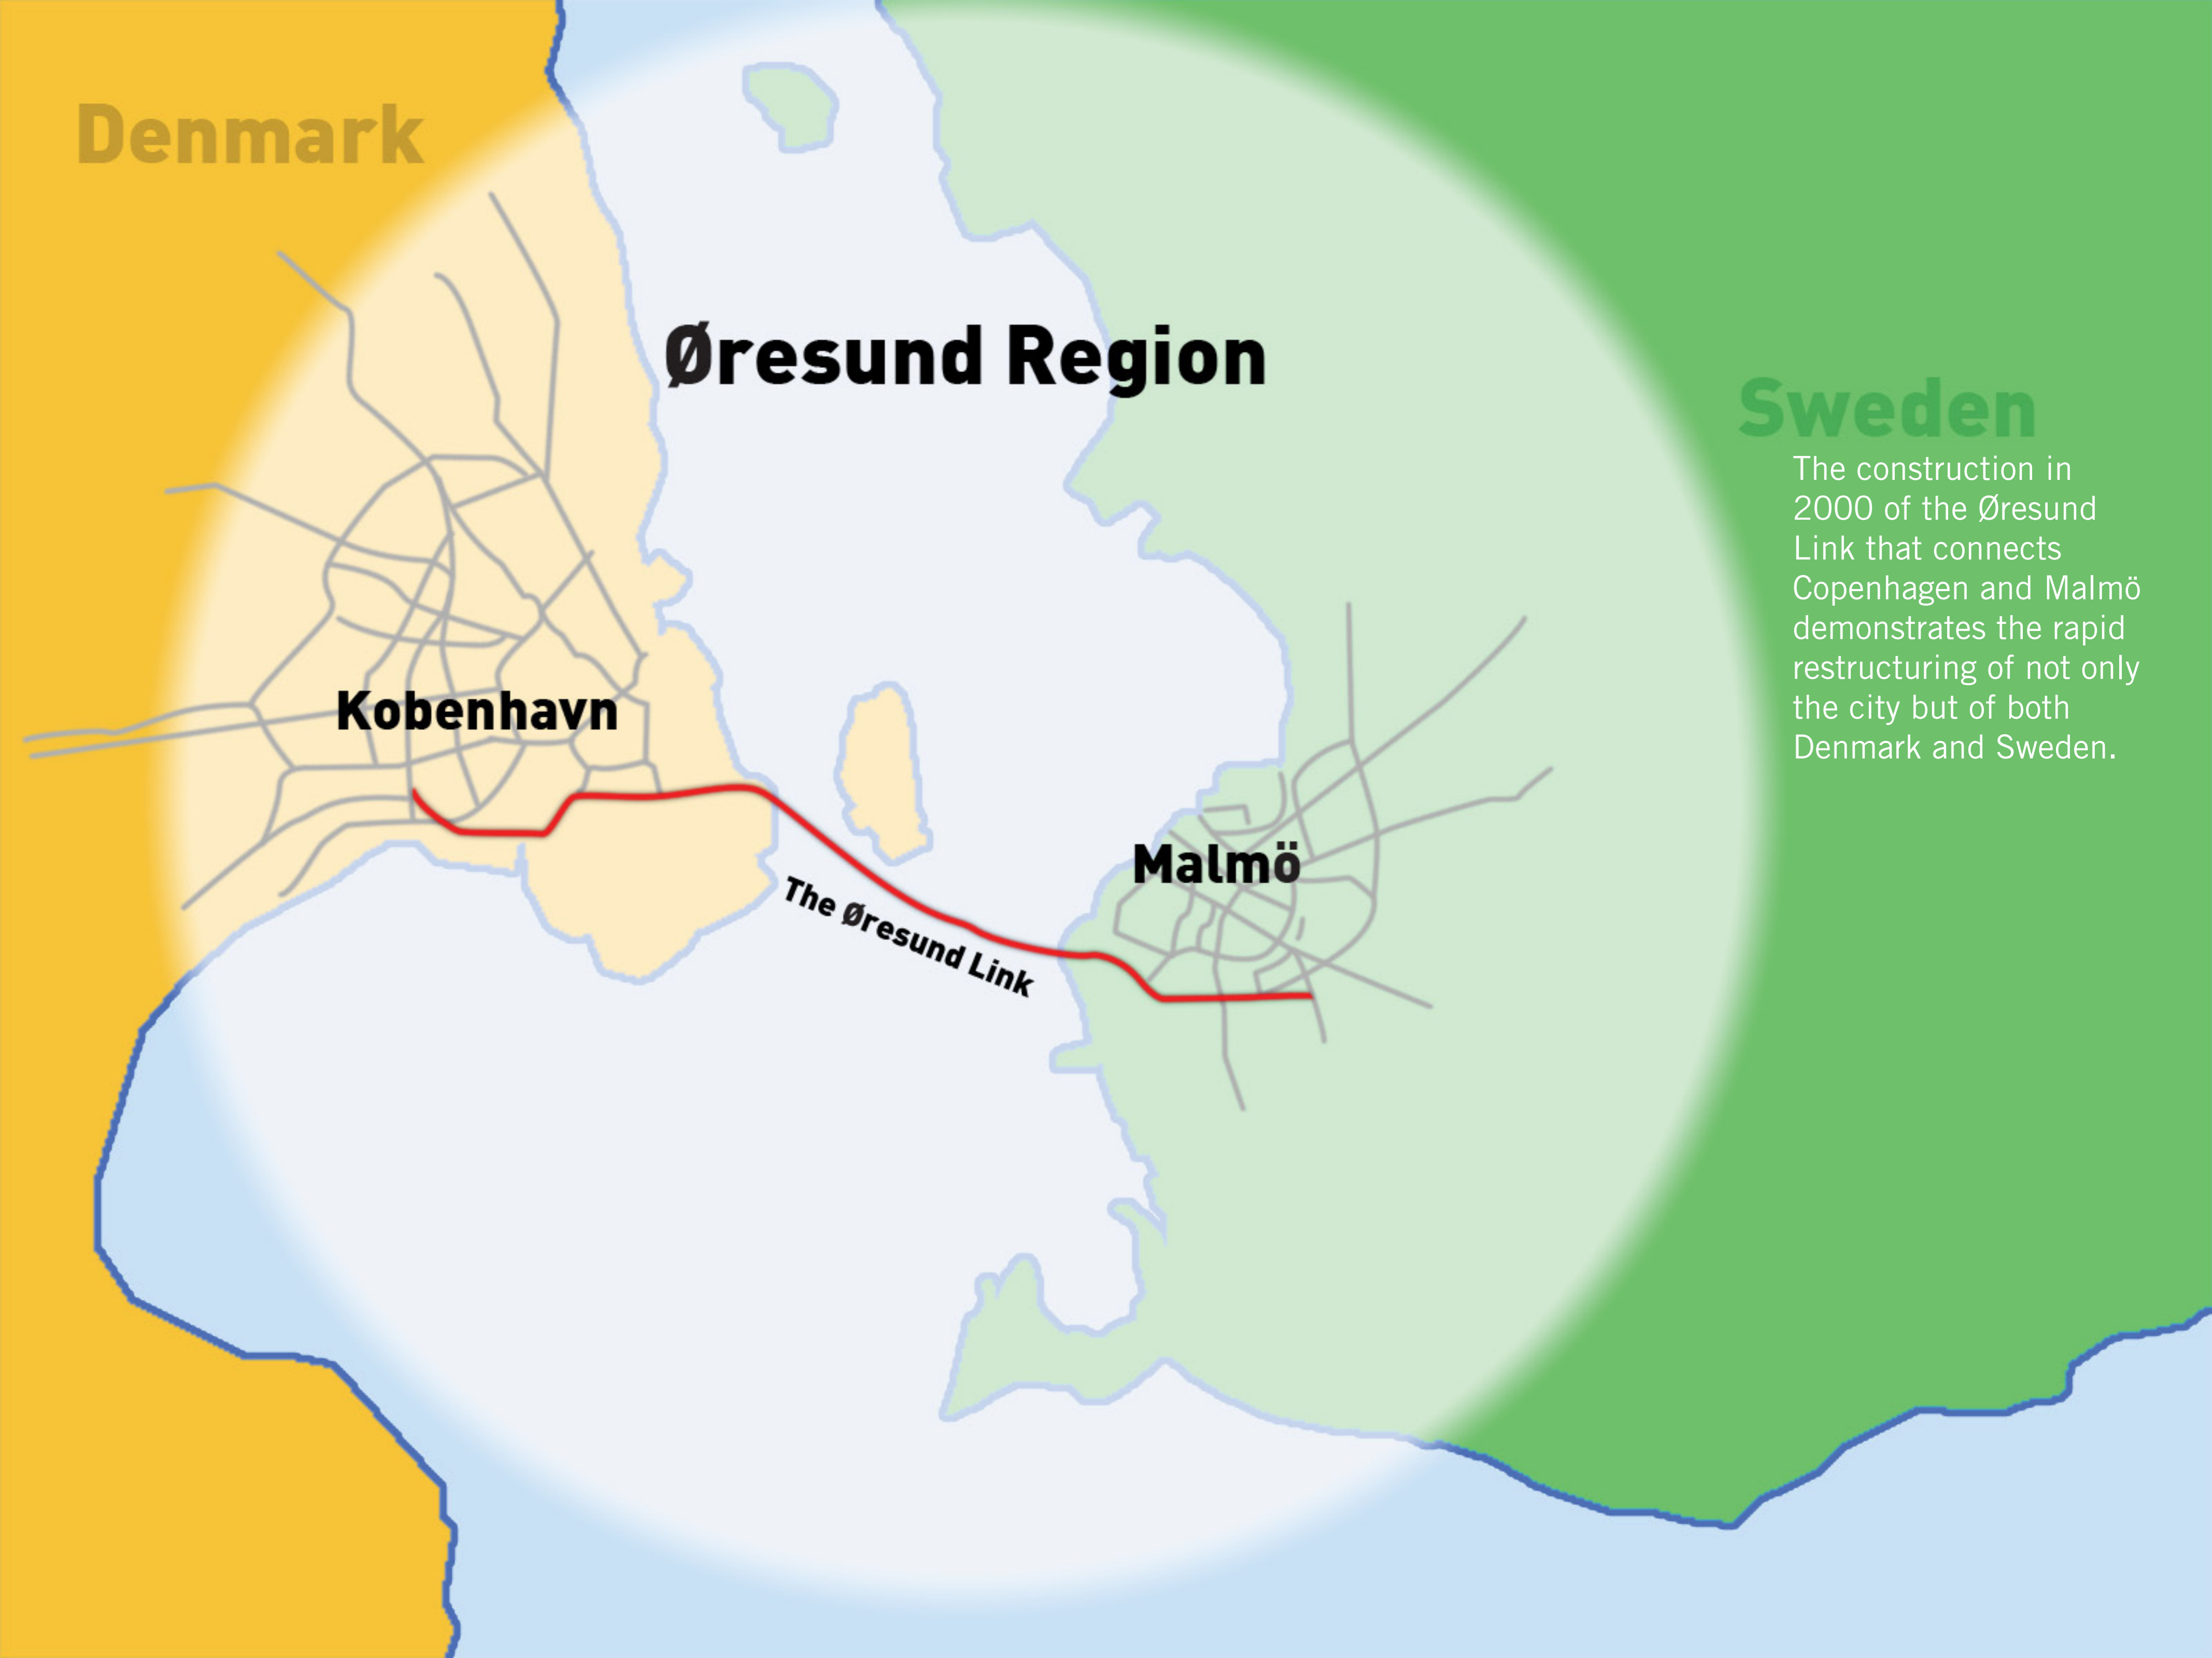 Denmark
Øresund Region
Sweden
The construction in
2000 of the Øresund
Link that connects
Copenhagen and Malmö
demonstrates the rapid
restructuring of not only
the city but of both
Denmark and Sweden.
Kobenhavn
Malmö
The Øresund Link